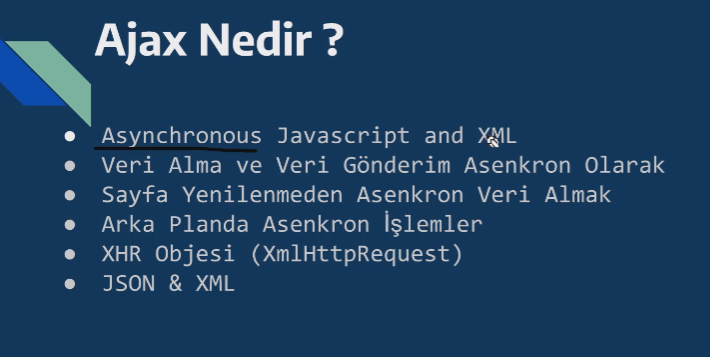 Ajax Nedir ?
● Asynchronous Javascript and XML
● Veri Alma ve Veri Gönderim Asenkron Olarak
● Sayfa Yenilenmeden Asenkron Veri Almak
● Arka Planda Asenkron İşlemler
● XHR Objesi (XmlHttpRequest)
● JSON & XML